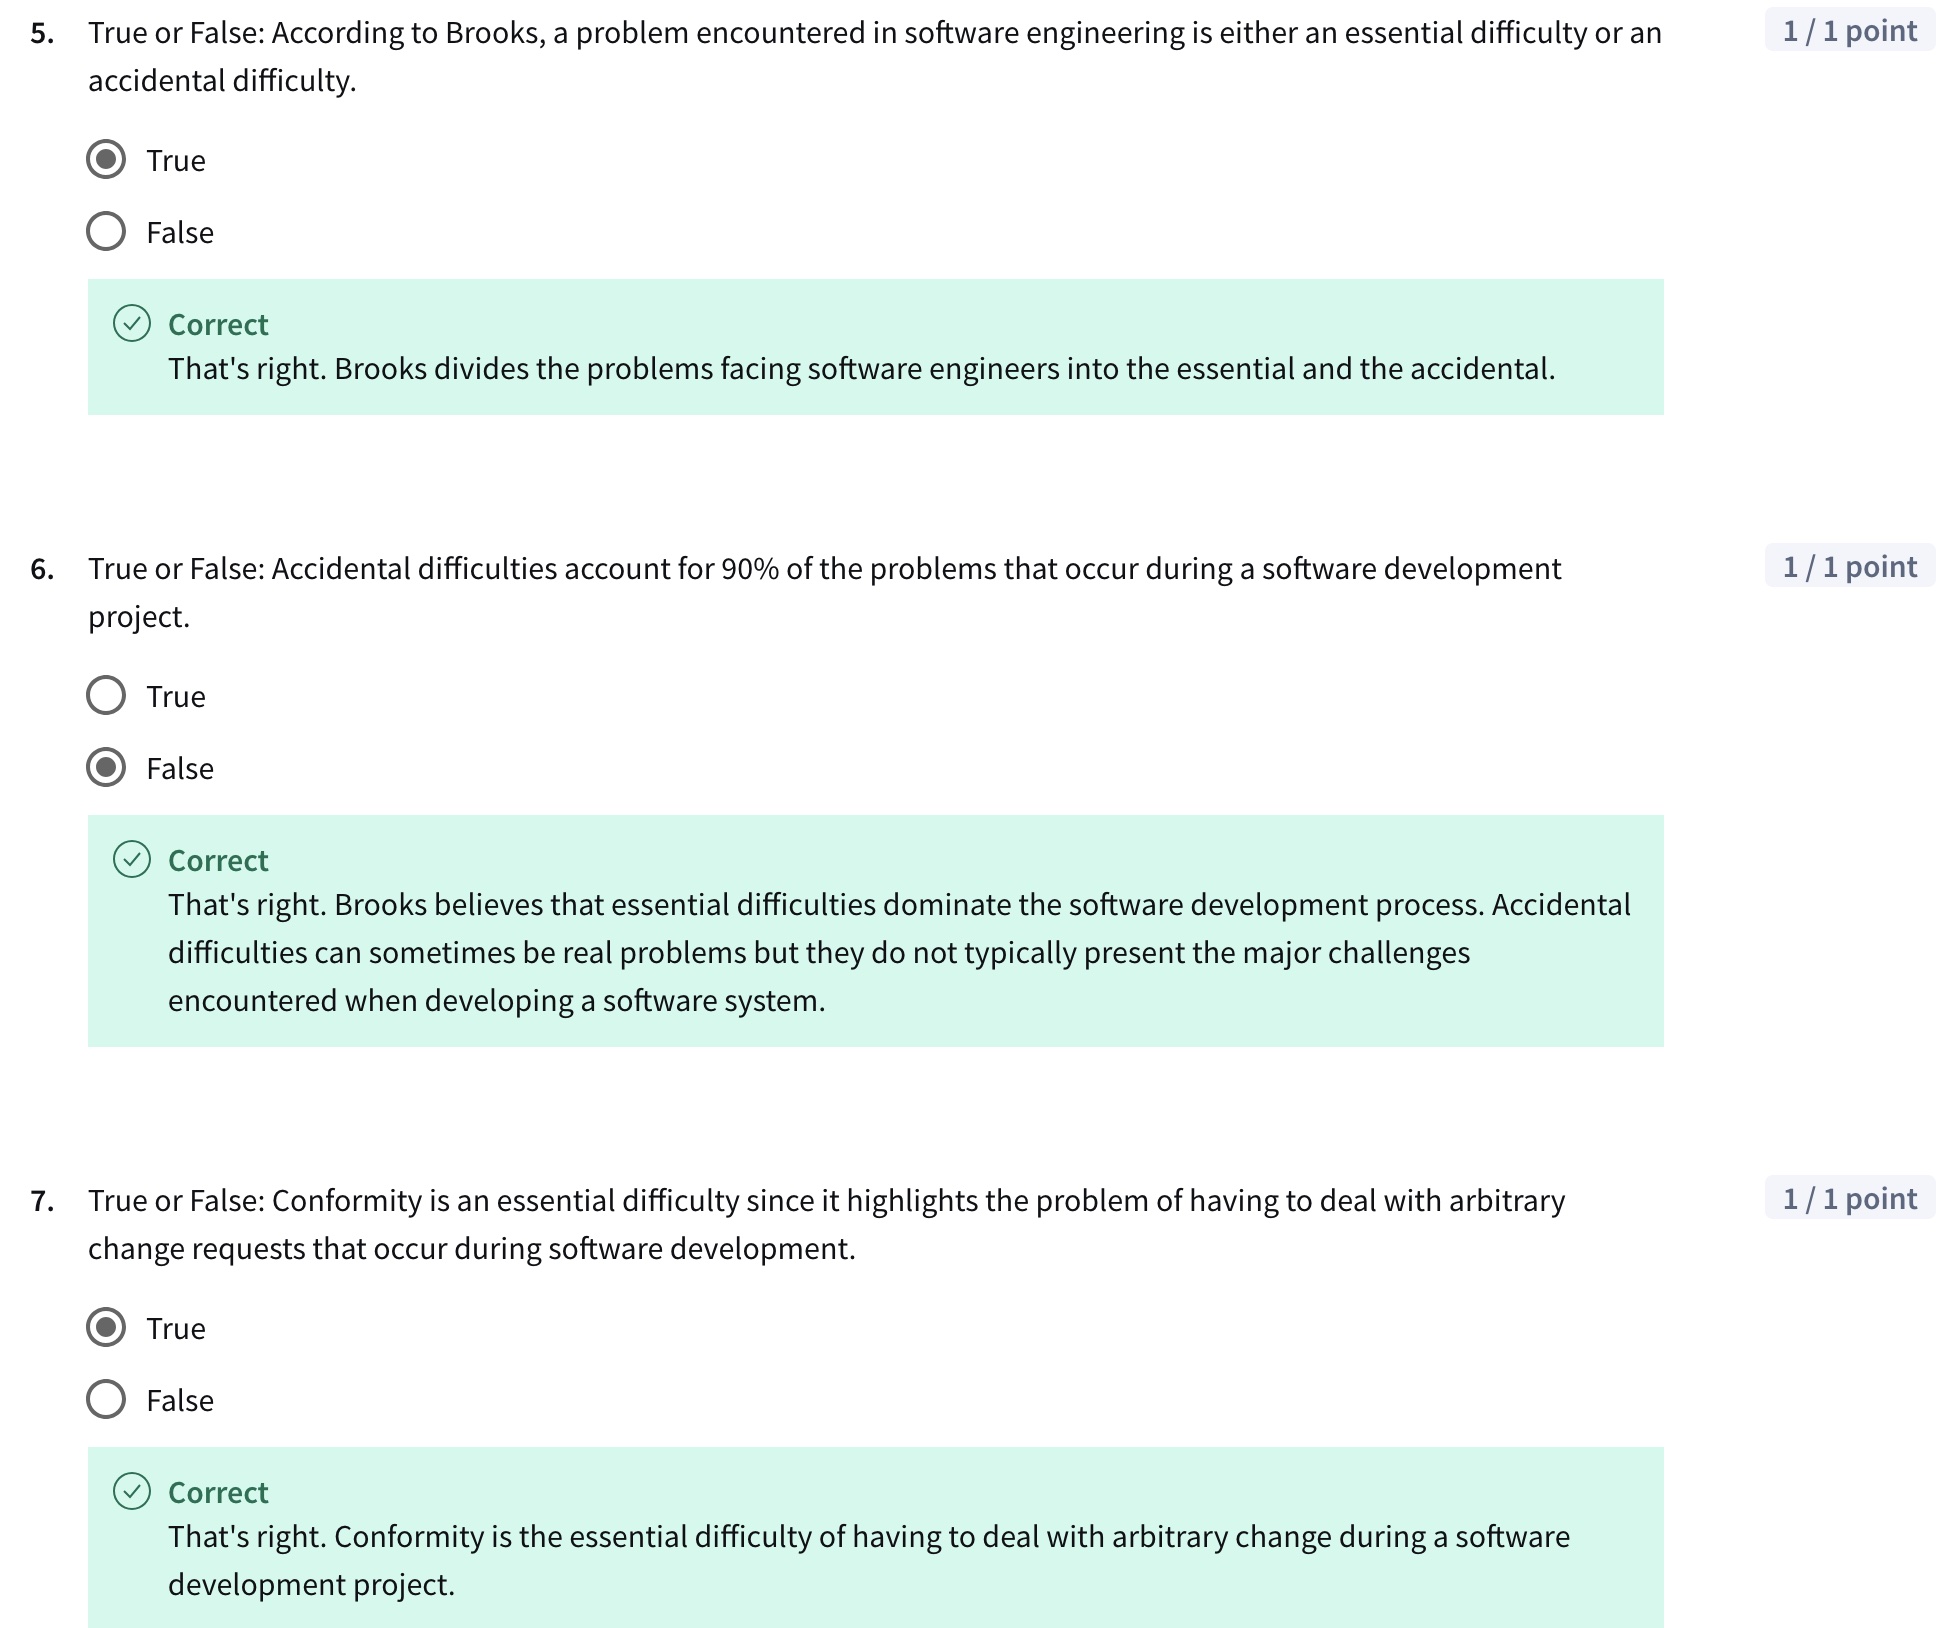 5. True or False: According to Brooks, a problem encountered in software engineering is either an essential difficulty or an
accidental difficulty.
1 / 1 point
True
False
Correct
That's right. Brooks divides the problems facing software engineers into the essential and the accidental.
6. True or False: Accidental difficulties account for 90% of the problems that occur during a software development
project.
1 / 1 point
True
False
Correct
That's right. Brooks believes that essential difficulties dominate the software development process. Accidental
difficulties can sometimes be real problems but they do not typically present the major challenges
encountered when developing a software system.
7. True or False: Conformity is an essential difficulty since it highlights the problem of having to deal with arbitrary
change requests that occur during software development.
1 / 1 point
True
False
Correct
That's right. Conformity is the essential difficulty of having to deal with arbitrary change during a software
development project.